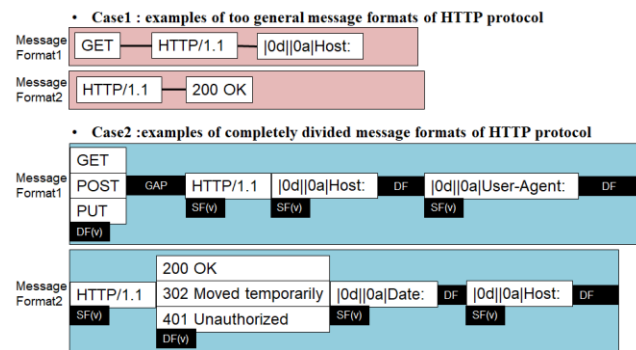 • Case1 : examples of too general message formats of HTTP protocol
Message Format1
GET HTTP/1.1 |0d||0a|Host:
Message Format2
HTTP/1.1 200 OK
• Case2 :examples of completely divided message formats of HTTP protocol
Message Format1
GET
POST GAP HTTP/1.1 |0d||0a|Host: DF |0d||0a|User-Agent: DF
PUT SF(v) SF(v) SF(v)
DF(v)
Message Format2
200 OK
HTTP/1.1 302 Moved temporarily |0d||0a|Date: DF |0d||0a|Host: DF
SF(v) 401 Unauthorized SF(v) SF(v)
DF(v)